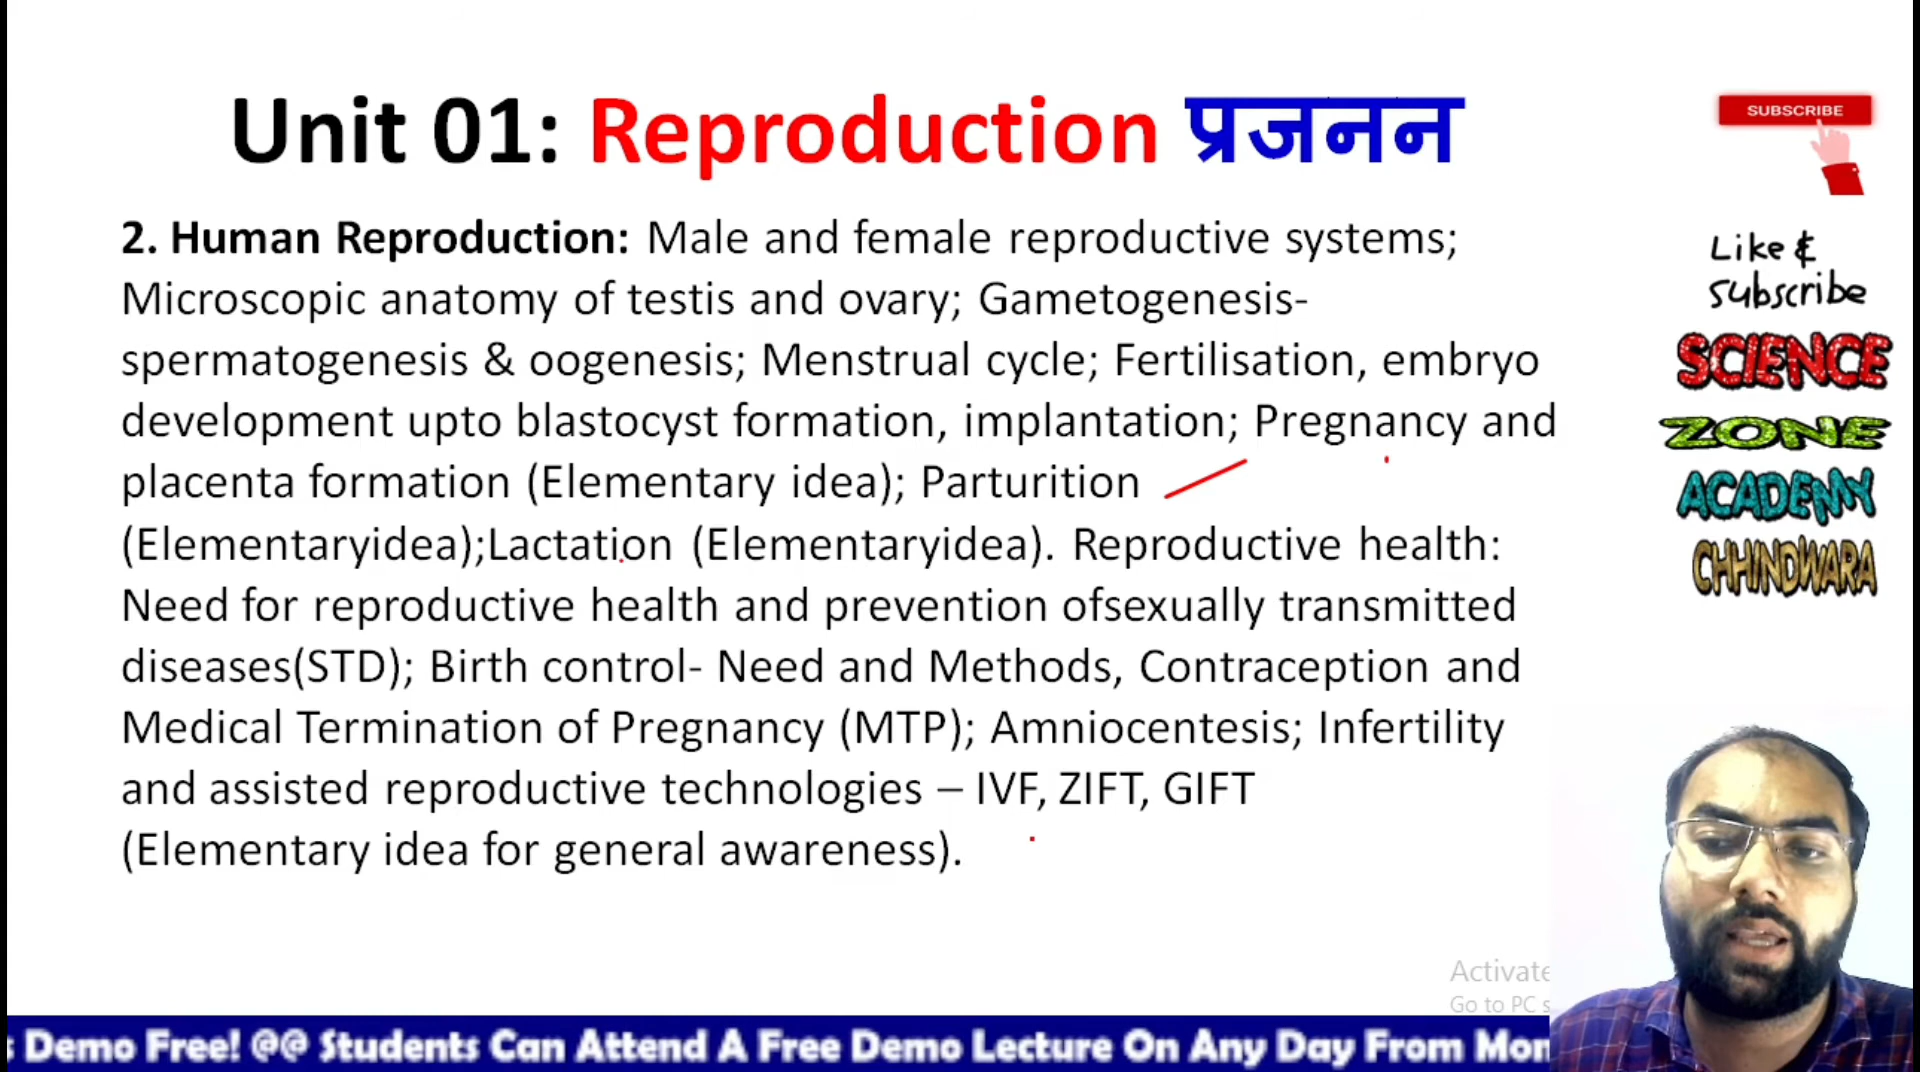 Unit 01: Reproduction प्रजनन
2. Human Reproduction: Male and female reproductive systems;
Microscopic anatomy of testis and ovary; Gametogenesis-
spermatogenesis & oogenesis; Menstrual cycle; Fertilisation, embryo
development upto blastocyst formation, implantation; Pregnancy and
placenta formation (Elementary idea); Parturition
(Elementaryidea);Lactation (Elementaryidea). Reproductive health:
Need for reproductive health and prevention ofsexually transmitted
diseases(STD); Birth control- Need and Methods, Contraception and
Medical Termination of Pregnancy (MTP); Amniocentesis; Infertility
and assisted reproductive technologies – IVF, ZIFT, GIFT
(Elementary idea for general awareness).
SUBSCRIBE
Like &
Subscribe
SCIENCE
ZONE
ACADEMY
CHHINDWARA
Activate
Go to PC s
Demo Free! @@ Students Can Attend A Free Demo Lecture On Any Day From Mon